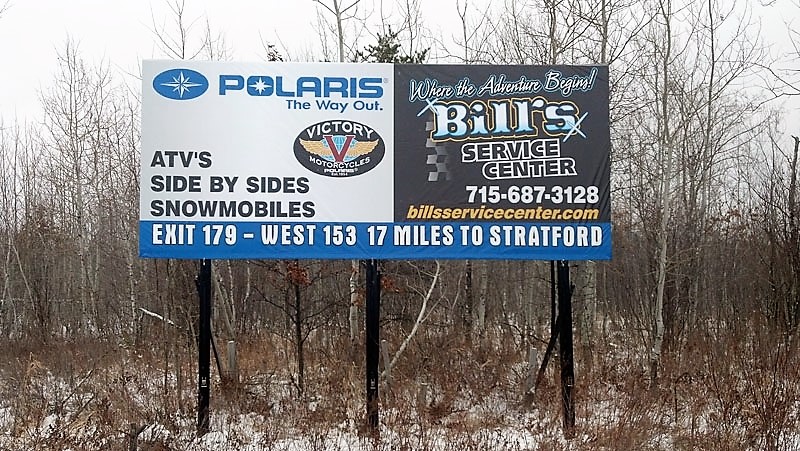 POLARIS®
The Way Out.
VICTORY
V
MOTORCYCLES
POLARIS
ATV'S
SIDE BY SIDES
SNOWMOBILES
Where the Adventure Begins!
Bill's
SERVICE
CENTER
715-687-3128
billsservicecenter.com
EXIT 179 - WEST 153 17 MILES TO STRATFORD